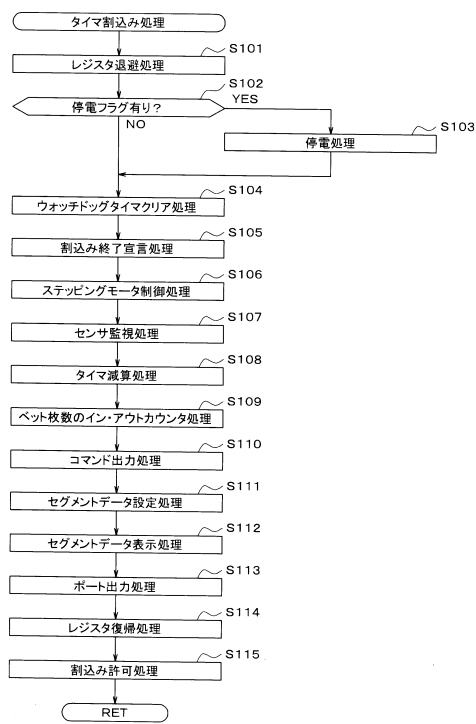 タイマ割込み処理
S101
レジスタ退避処理
S102
停電フラグ有り？
YES
NO
S103
停電処理
S104
ウォッチドッグタイマクリア処理
S105
割込み終了宣言処理
S106
ステッピングモータ制御処理
S107
センサ監視処理
S108
タイマ減算処理
S109
ベット枚数のイン・アウトカウンタ処理
S110
コマンド出力処理
S111
セグメントデータ設定処理
S112
セグメントデータ表示処理
S113
ポート出力処理
S114
レジスタ復帰処理
S115
割込み許可処理
RET